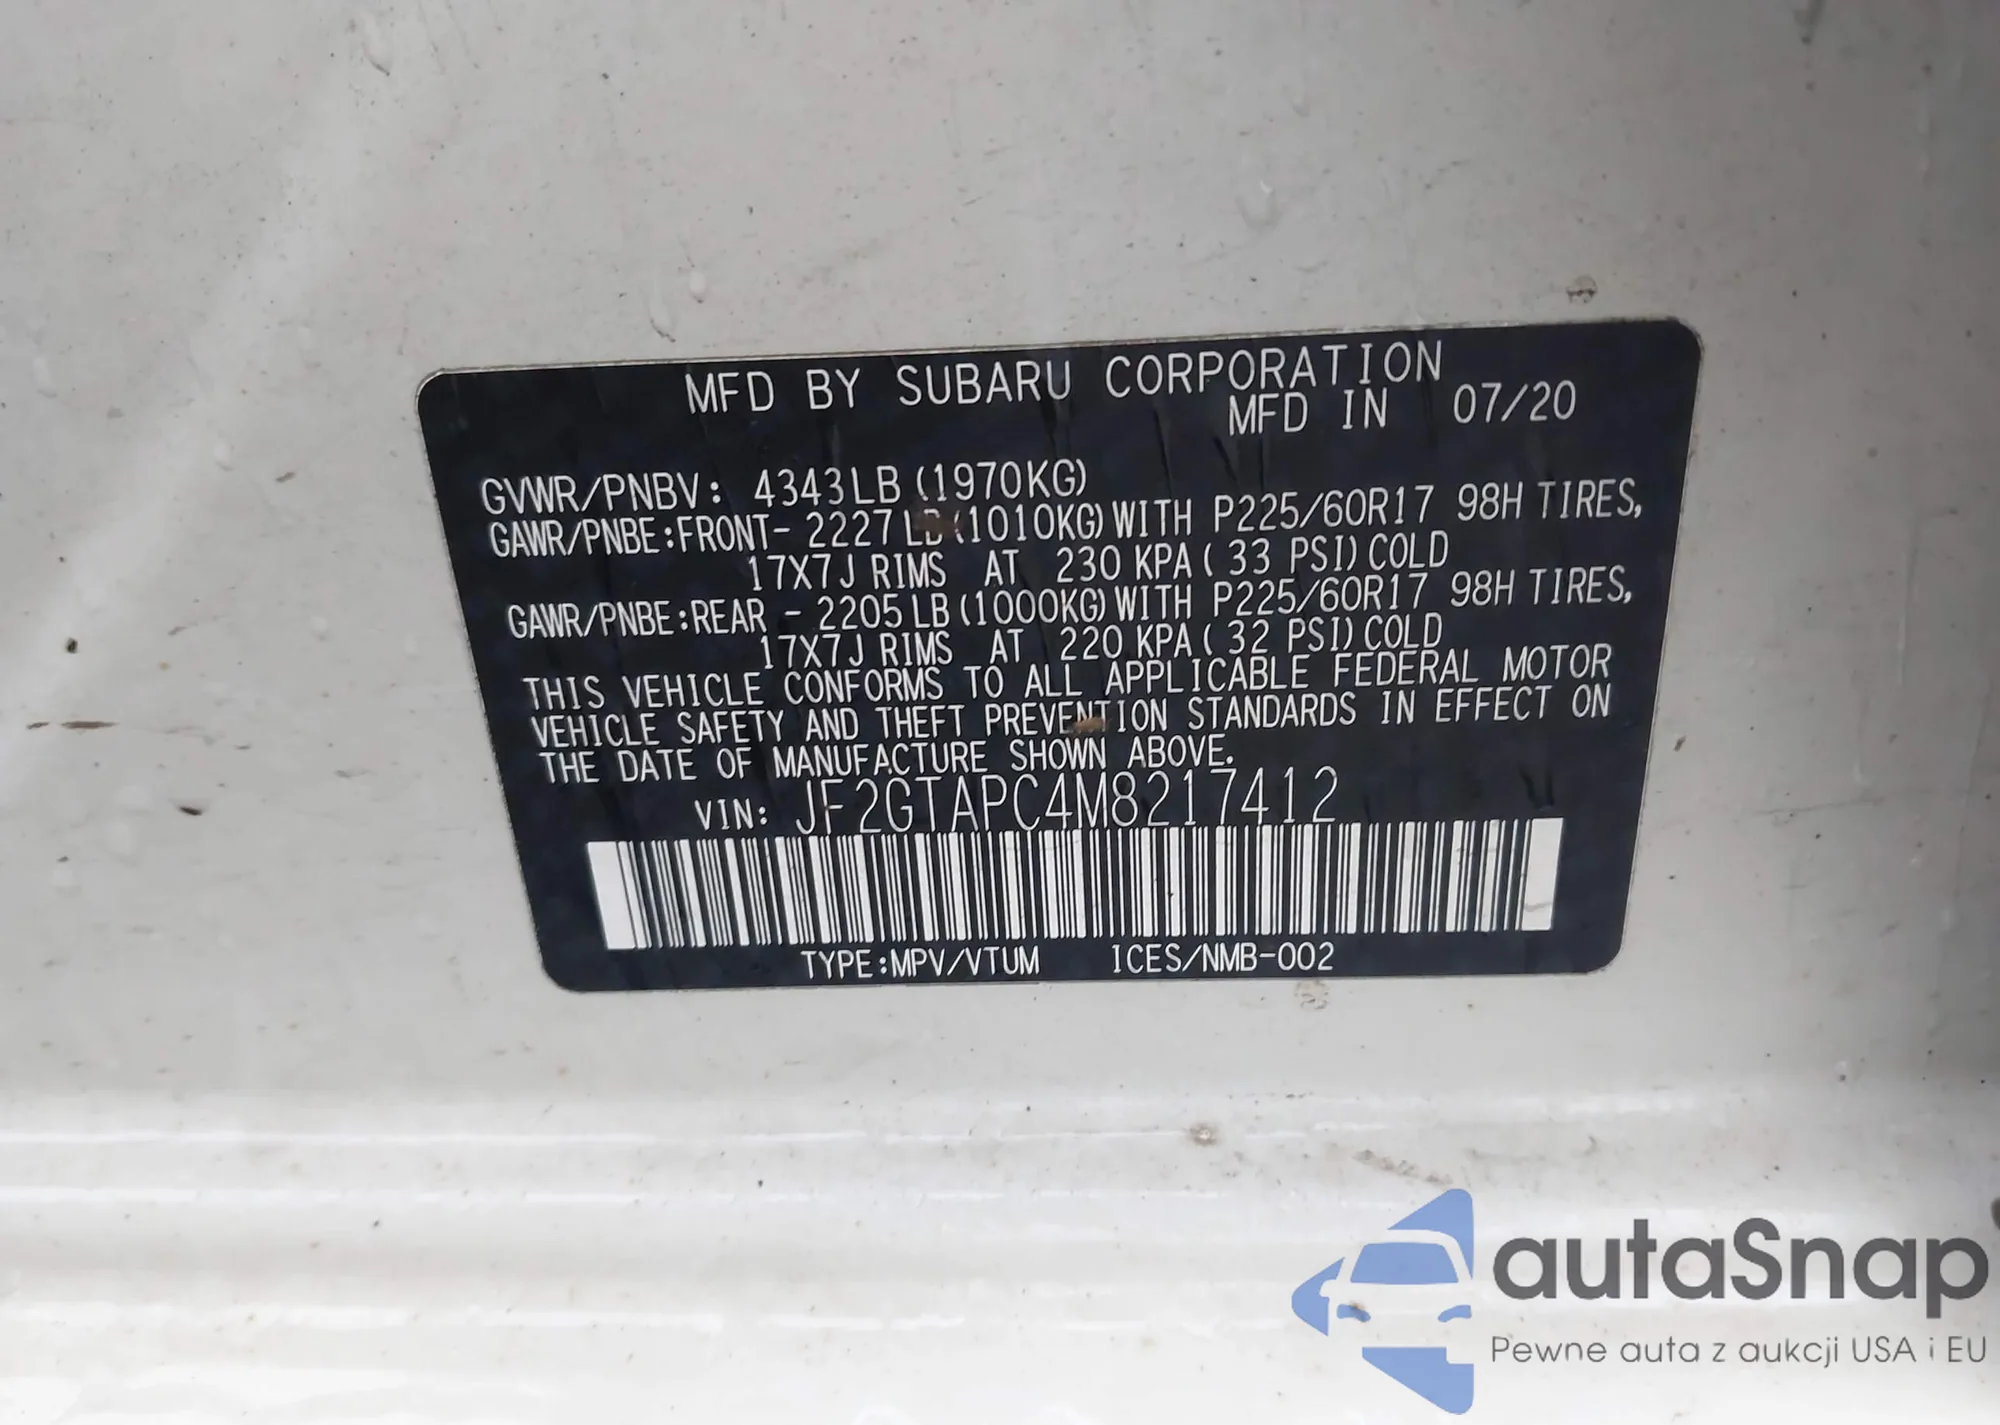 MFD BY SUBARU CORPORATION
MFD IN 07/20
GVWR/PNBV: 4343LB(1970KG)
GAWR/PNBE:FRONT- 2227LB(1010KG)WITH P225/60R17 98H TIRES,
17X7J RIMS AT 230 KPA( 33 PSI)COLD
GAWR/PNBE:REAR - 2205LB(1000KG)WITH P225/60R17 98H TIRES,
17X7J RIMS AT 220 KPA( 32 PSI)COLD
THIS VEHICLE CONFORMS TO ALL APPLICABLE FEDERAL MOTOR
VEHICLE SAFETY AND THEFT PREVENTION STANDARDS IN EFFECT ON
THE DATE OF MANUFACTURE SHOWN ABOVE.
VIN: JF2GTAPC4M8217412
TYPE:MPV/VTUM ICES/NMB-002
autaSnap
Pewne auta z aukcji USA i EU